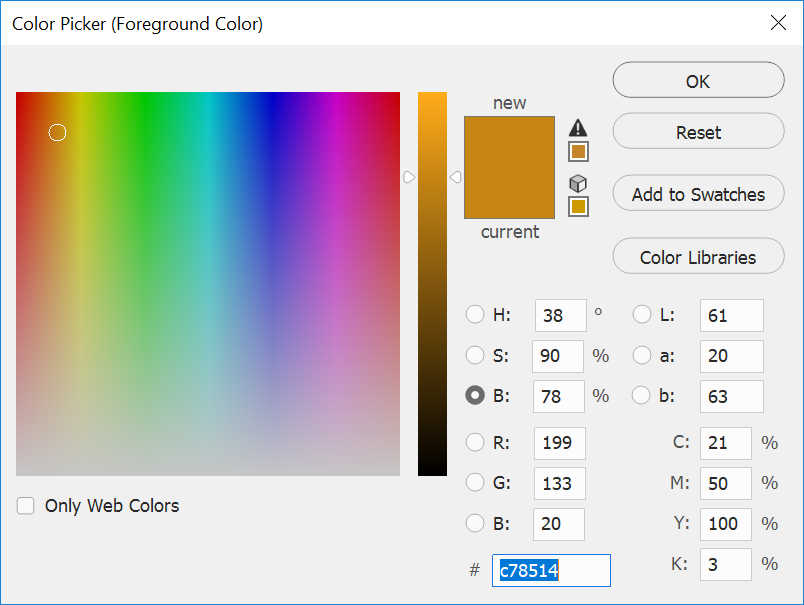 Color Picker (Foreground Color)
new
current
OK
Reset
Add to Swatches
Color Libraries
H: 38 °
S: 90 %
B: 78 %
L: 61
a: 20
b: 63
R: 199
G: 133
B: 20
C: 21 %
M: 50 %
Y: 100 %
K: 3 %
Only Web Colors
# c78514